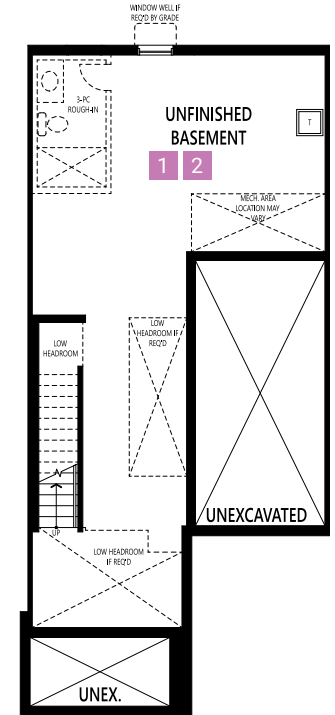 WINDOW WELL IF
REQ'D BY GRADE
3-PC
ROUGH-IN
UNFINISHED
BASEMENT
1 2
T
MECH. AREA
LOCATION MAY
VARY
LOW
HEADROOM
LOW
HEADROOM IF
REQ'D
UNEXCAVATED
UP
LOW HEADROOM
IF REQ'D
UNEX.